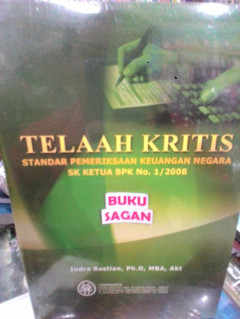 TELAAH KRITIS
STANDAR PEMERIKSAAN KEUANGAN NEGARA
SK KETUA BPK No. 1/2008
BUKU
SAGAN
Indra Bastian, Ph.D, MBA, Akt